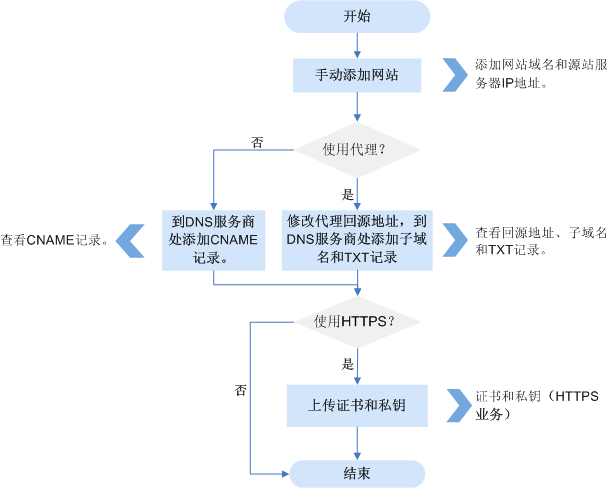 开始
手动添加网站
添加网站域名和源站服
务器IP地址。
使用代理？
否
是
到DNS服务商
处添加CNAME
记录。
修改代理回源地址，到
DNS服务商处添加子域
名和TXT记录
查看CNAME记录。
查看回源地址、子域名
和TXT记录。
使用HTTPS？
是
否
上传证书和私钥
证书和私钥（HTTPS
业务）
结束